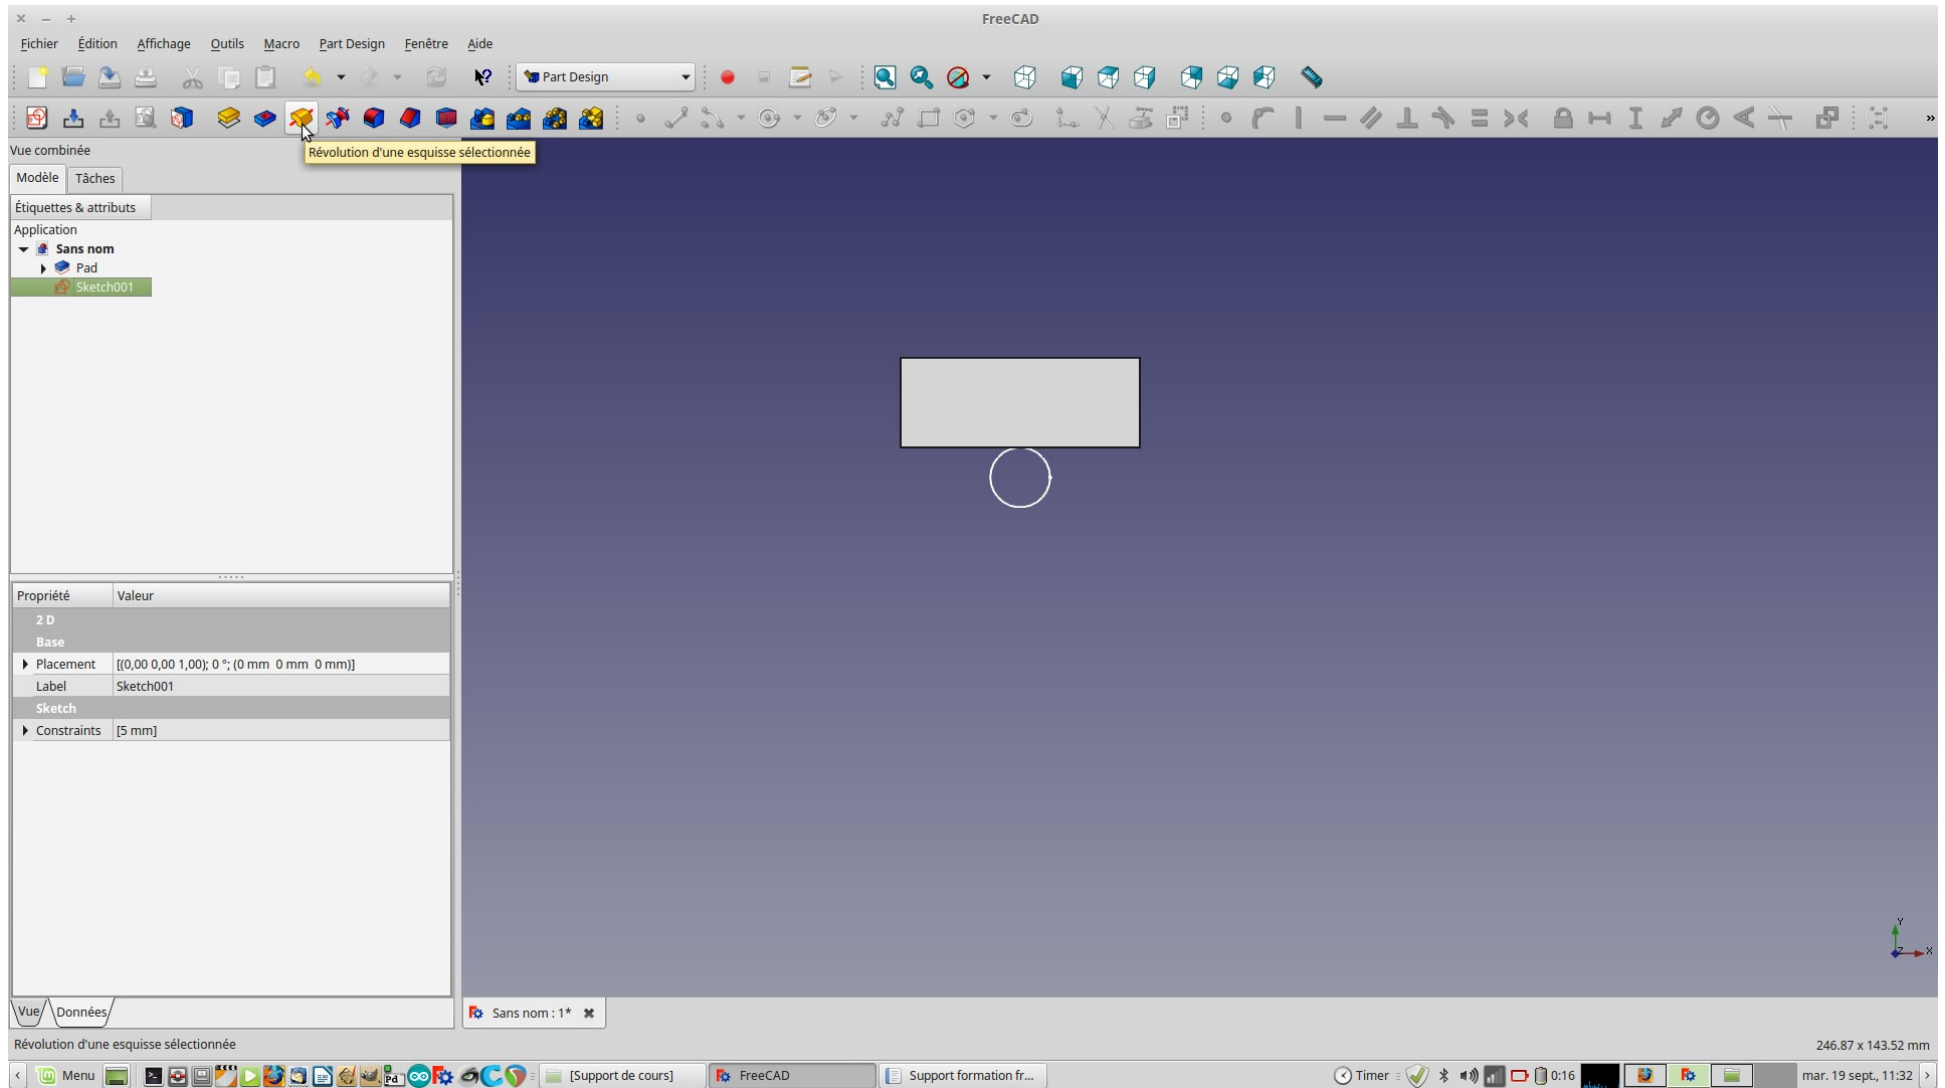 FreeCAD
Fichier Édition Affichage Outils Macro Part Design Fenêtre Aide
Part Design
»
Vue combinée
Révolution d'une esquisse sélectionnée
Modèle Tâches
Étiquettes & attributs
Application
Sans nom
Pad
Sketch001
Propriété Valeur
2 D
Base
Placement [(0,00 0,00 1,00); 0 °; (0 mm 0 mm 0 mm)]
Label Sketch001
Sketch
Constraints [5 mm]
Y
Z X
Vue Données
Sans nom : 1*
Révolution d'une esquisse sélectionnée 246.87 x 143.52 mm
Menu Pd [Support de cours] FreeCAD Support formation fr... Timer 0:16 mar. 19 sept., 11:32